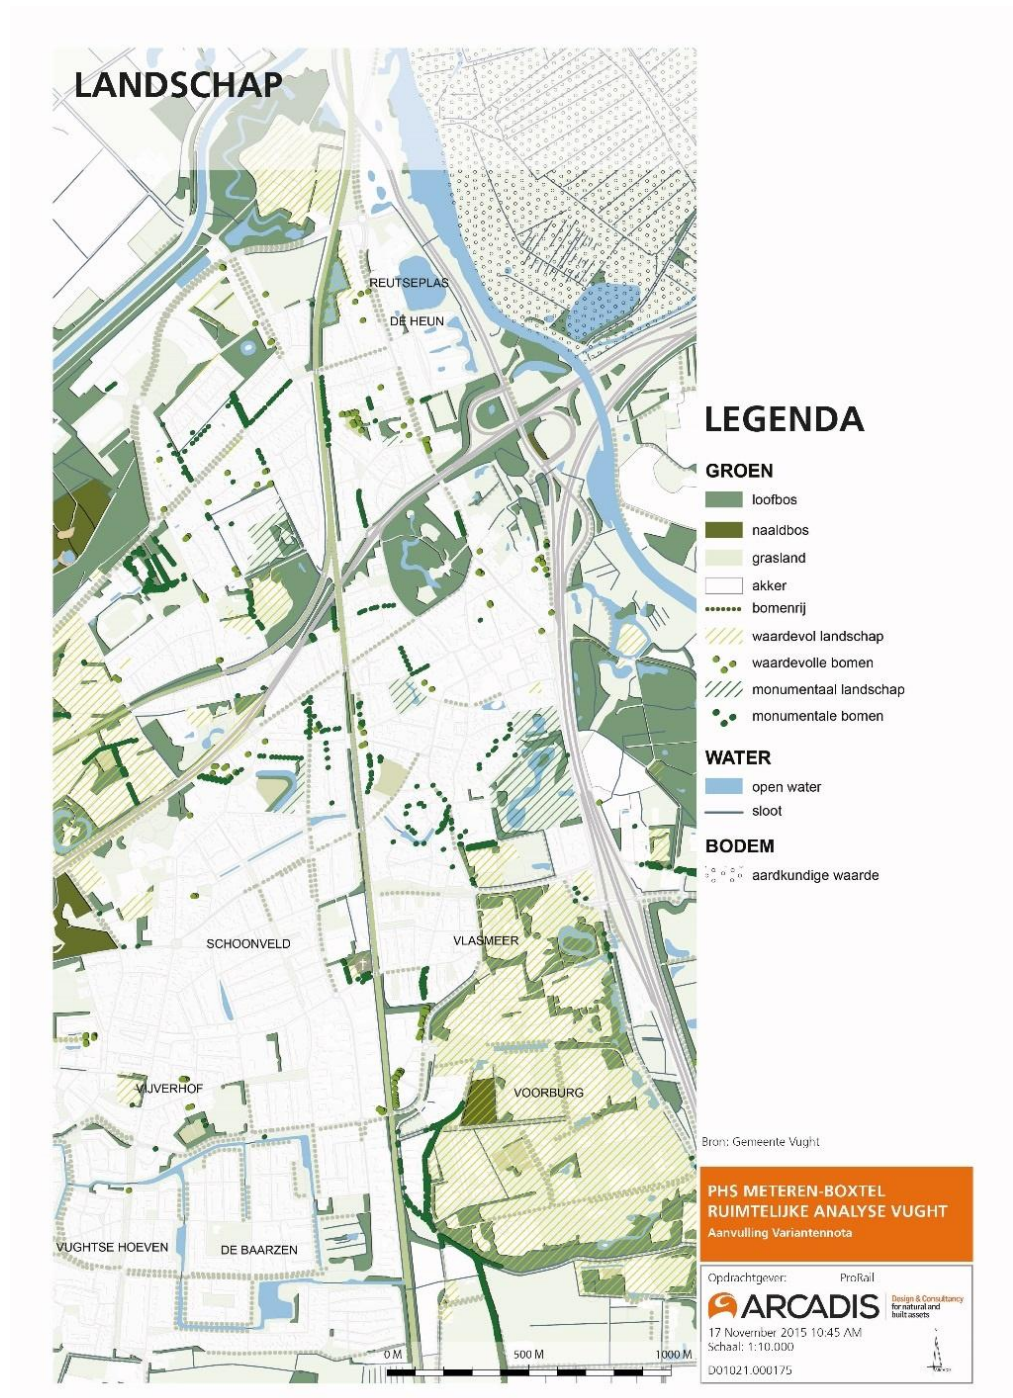 LANDSCHAP
REUTSEPLAS
DE HEUN
SCHOONVELD
VLASMEER
VIJVERHOF
VOORBURG
VUGHTSE HOEVEN
DE BAARZEN
0 M
500 M
1000 M
LEGENDA
GROEN
loofbos
naaldbos
grasland
akker
bomenrij
waardevol landschap
waardevolle bomen
monumentaal landschap
monumentale bomen
WATER
open water
sloot
BODEM
aardkundige waarde
Bron: Gemeente Vught
PHS METEREN-BOXTEL
RUIMTELIJKE ANALYSE VUGHT
Aanvulling Variantennota
Opdrachtgever: ProRail
ARCADIS
Design & Consultancy
for natural and
built assets
17 November 2015 10:45 AM
Schaal: 1:10.000
D01021.000175